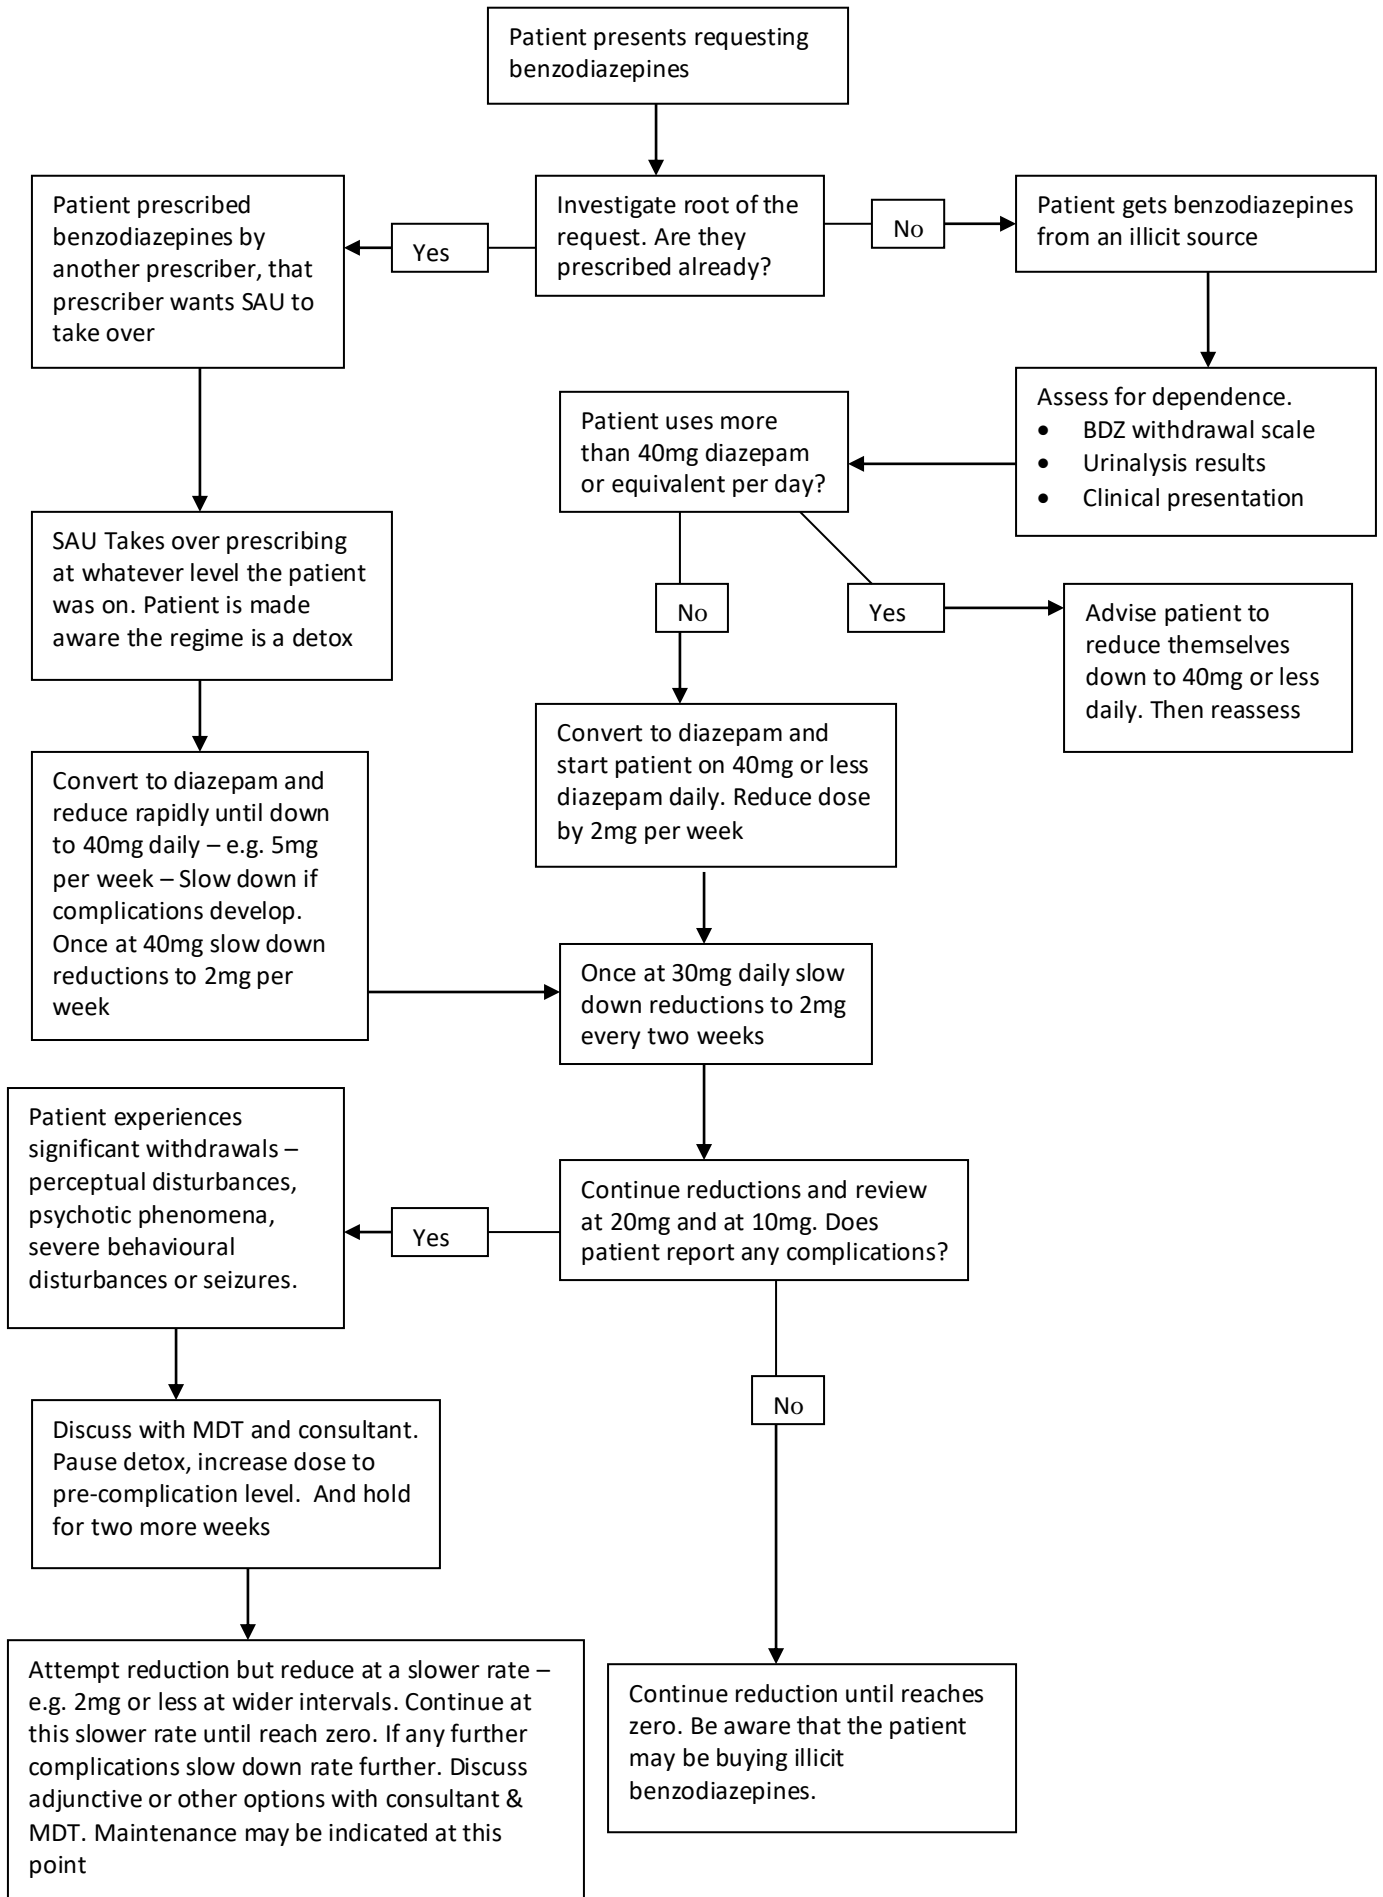 Patient presents requesting
benzodiazepines
Patient prescribed
benzodiazepines by
another prescriber, that
prescriber wants SAU to
take over
Yes
Investigate root of the
request. Are they
prescribed already?
No
Patient gets benzodiazepines
from an illicit source
Assess for dependence.
• BDZ withdrawal scale
• Urinalysis results
• Clinical presentation
Patient uses more
than 40mg diazepam
or equivalent per day?
No
Yes
Advise patient to
reduce themselves
down to 40mg or less
daily. Then reassess
SAU Takes over prescribing
at whatever level the patient
was on. Patient is made
aware the regime is a detox
Convert to diazepam and
reduce rapidly until down
to 40mg daily – e.g. 5mg
per week – Slow down if
complications develop.
Once at 40mg slow down
reductions to 2mg per
week
Convert to diazepam and
start patient on 40mg or less
diazepam daily. Reduce dose
by 2mg per week
Once at 30mg daily slow
down reductions to 2mg
every two weeks
Continue reductions and review
at 20mg and at 10mg. Does
patient report any complications?
Yes
Patient experiences
significant withdrawals –
perceptual disturbances,
psychotic phenomena,
severe behavioural
disturbances or seizures.
Discuss with MDT and consultant.
Pause detox, increase dose to
pre-complication level.  And hold
for two more weeks
Attempt reduction but reduce at a slower rate –
e.g. 2mg or less at wider intervals. Continue at
this slower rate until reach zero. If any further
complications slow down rate further. Discuss
adjunctive or other options with consultant &
MDT. Maintenance may be indicated at this
point
No
Continue reduction until reaches
zero. Be aware that the patient
may be buying illicit
benzodiazepines.